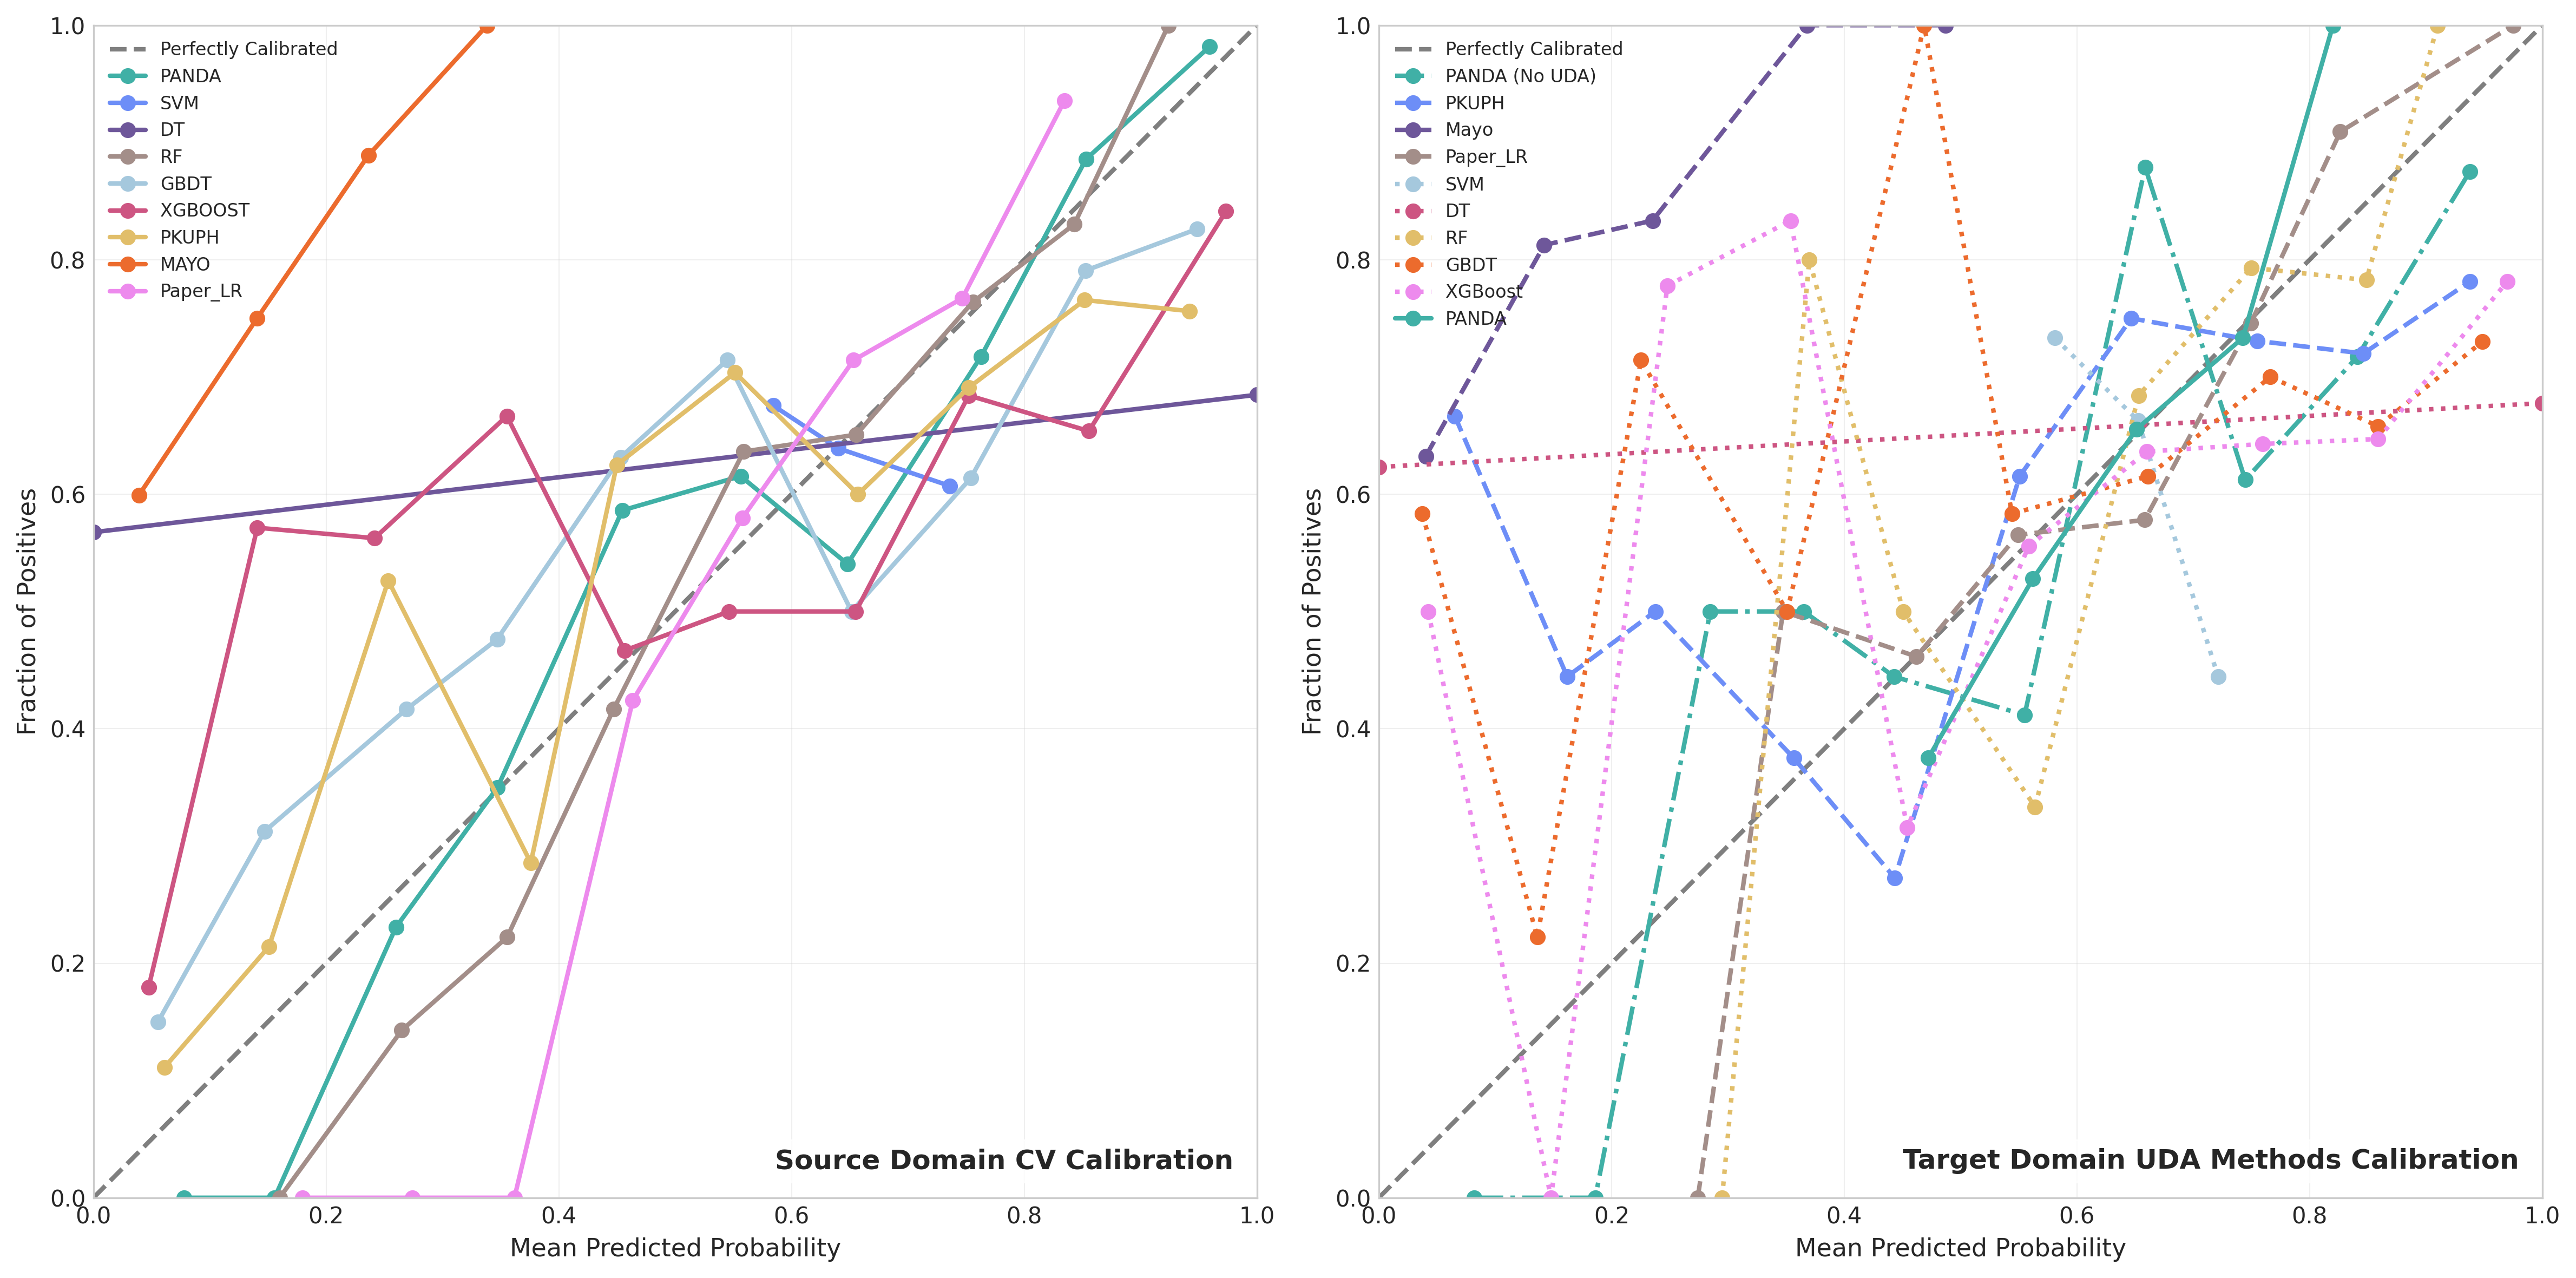 1.0
0.8
0.6
0.4
0.2
0.0
Fraction of Positives
Perfectly Calibrated
PANDA
SVM
DT
RF
GBDT
XGBOOST
PKUPH
MAYO
Paper_LR
Source Domain CV Calibration
0.0 0.2 0.4 0.6 0.8 1.0
Mean Predicted Probability
1.0
0.8
0.6
0.4
0.2
0.0
Fraction of Positives
Perfectly Calibrated
PANDA (No UDA)
PKUPH
Mayo
Paper_LR
SVM
DT
RF
GBDT
XGBoost
PANDA
Target Domain UDA Methods Calibration
0.0 0.2 0.4 0.6 0.8 1.0
Mean Predicted Probability